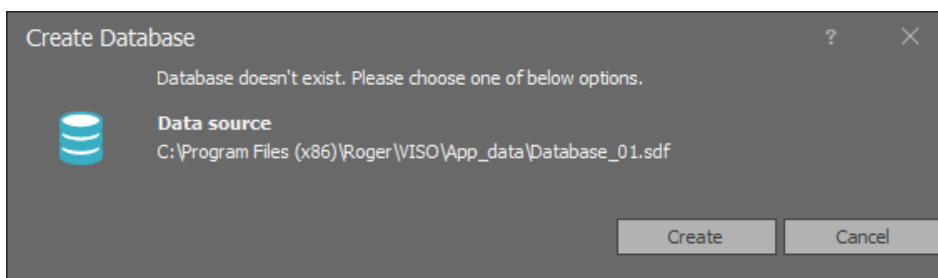 Create Database
?
Database doesn't exist. Please choose one of below options.
Data source
C:\Program Files (x86)\Roger\VISO\App_data\Database_01.sdf
Create Cancel